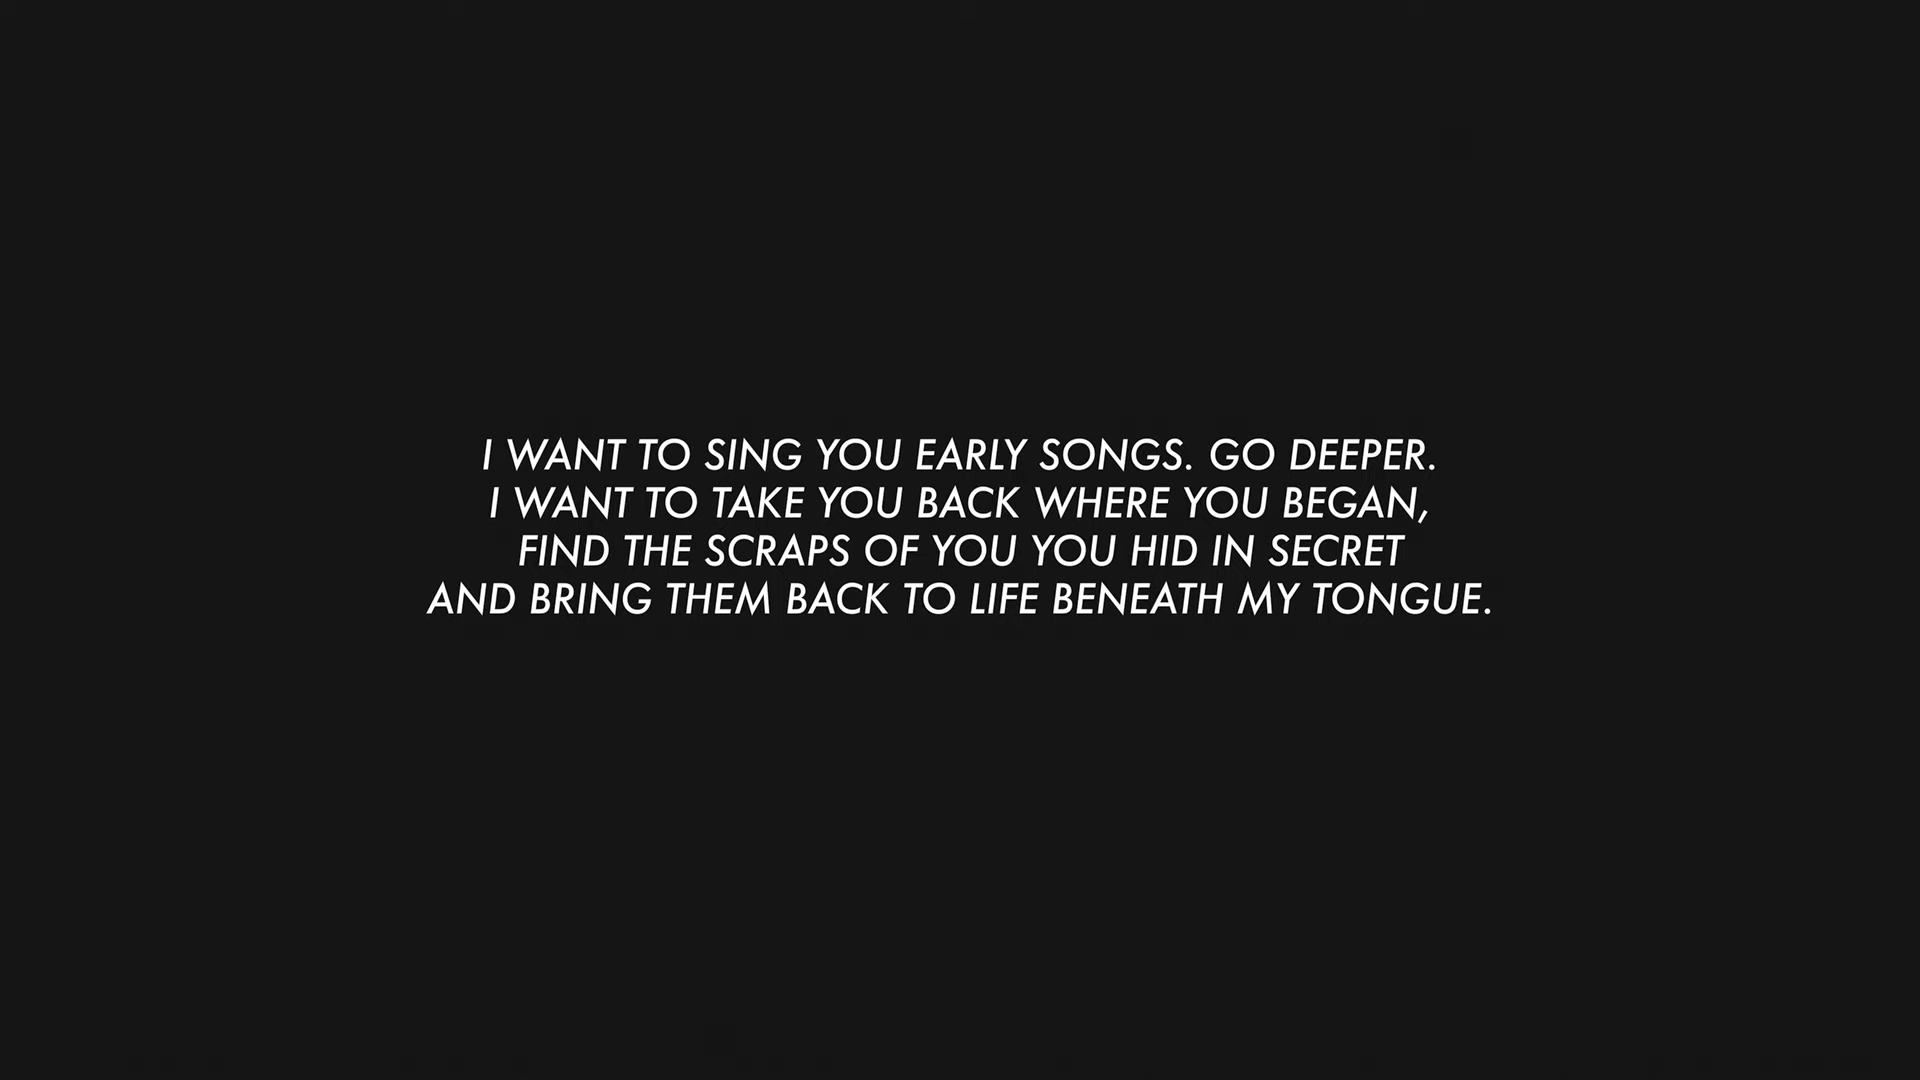 I WANT TO SING YOU EARLY SONGS. GO DEEPER.
I WANT TO TAKE YOU BACK WHERE YOU BEGAN,
FIND THE SCRAPS OF YOU YOU HID IN SECRET
AND BRING THEM BACK TO LIFE BENEATH MY TONGUE.